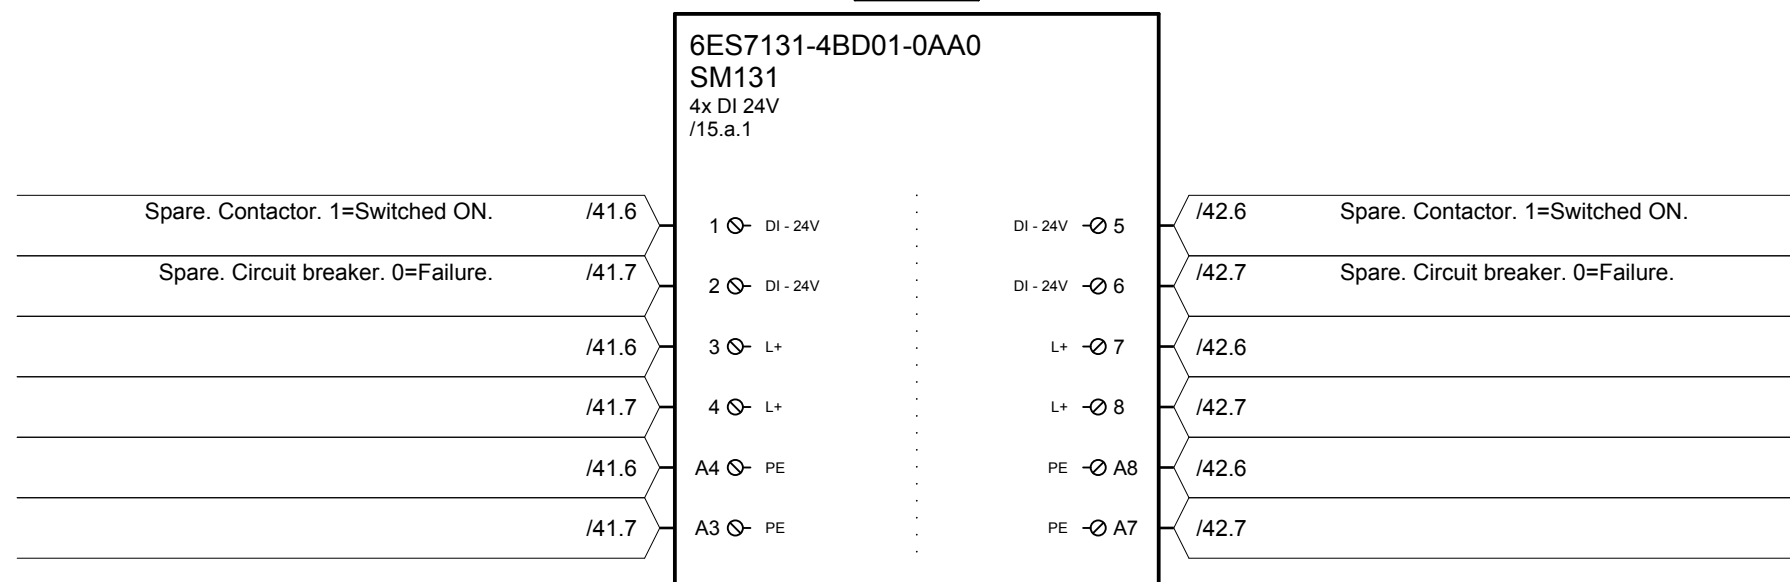 6ES7131-4BD01-0AA0
SM131
4x DI 24V
/15.a.1
Spare. Contactor. 1=Switched ON. /41.6 1 DI - 24V DI - 24V 5 /42.6 Spare. Contactor. 1=Switched ON.
Spare. Circuit breaker. 0=Failure. /41.7 2 DI - 24V DI - 24V 6 /42.7 Spare. Circuit breaker. 0=Failure.
/41.6 3 L+ L+ 7 /42.6
/41.7 4 L+ L+ 8 /42.7
/41.6 A4 PE PE A8 /42.6
/41.7 A3 PE PE A7 /42.7